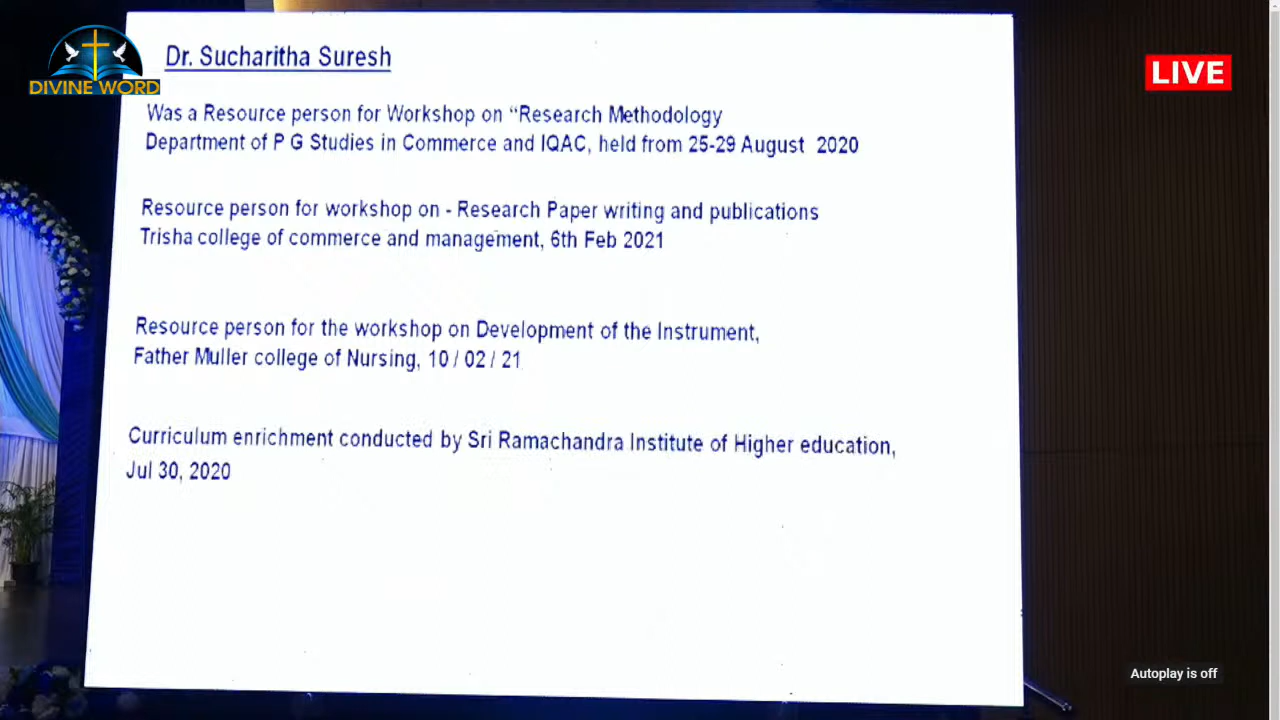 DIVINE WORD
LIVE
Dr. Sucharitha Suresh
Was a Resource person for Workshop on “Research Methodology
Department of P G Studies in Commerce and IQAC, held from 25-29 August 2020
Resource person for workshop on - Research Paper writing and publications
Trisha college of commerce and management, 6th Feb 2021
Resource person for the workshop on Development of the Instrument,
Father Muller college of Nursing, 10 / 02 / 21
Curriculum enrichment conducted by Sri Ramachandra Institute of Higher education,
Jul 30, 2020
Autoplay is off